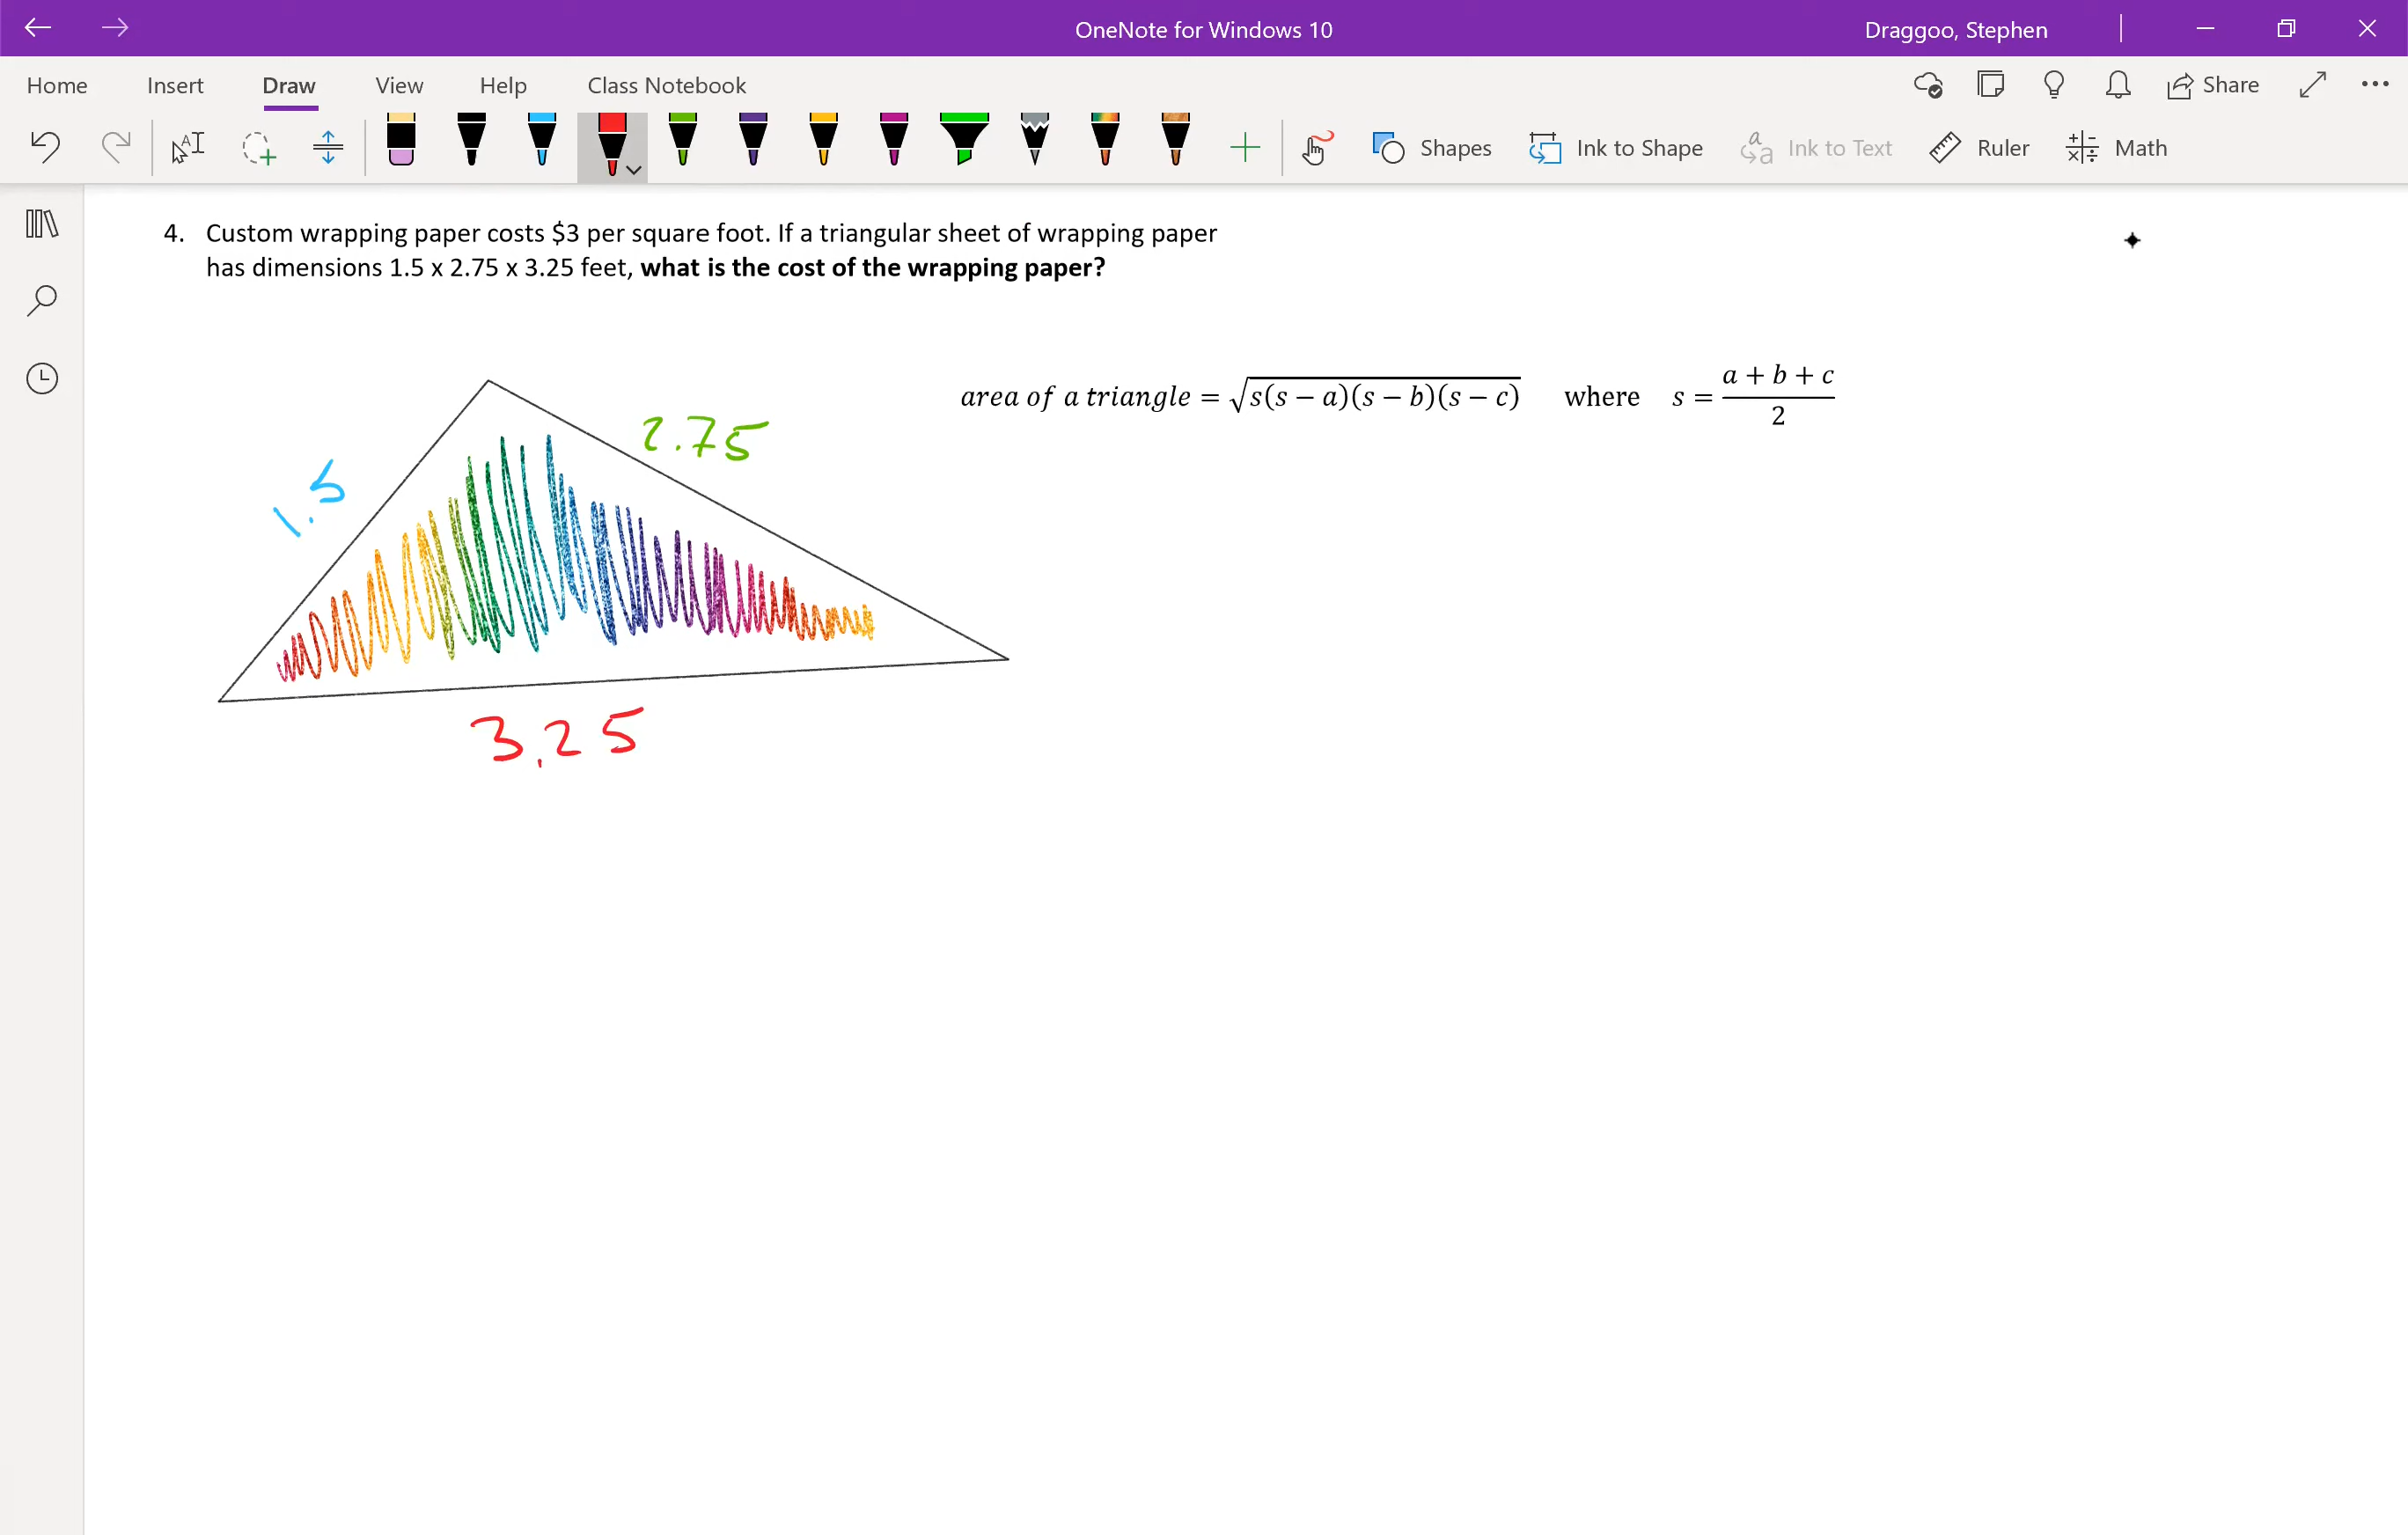 OneNote for Windows 10
Draggoo, Stephen
Home Insert Draw View Help Class Notebook
Share
Shapes Ink to Shape Ink to Text Ruler Math
4. Custom wrapping paper costs $3 per square foot. If a triangular sheet of wrapping paper
has dimensions 1.5 x 2.75 x 3.25 feet, what is the cost of the wrapping paper?
area of a triangle = √s(s − a)(s − b)(s − c) where s = (a + b + c)/2
2.75
1.5
3.25